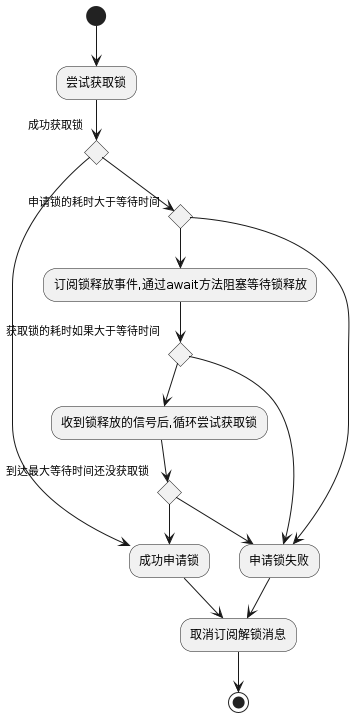 尝试获取锁
成功获取锁
申请锁的耗时大于等待时间
订阅锁释放事件,通过await方法阻塞等待锁释放
获取锁的耗时如果大于等待时间
收到锁释放的信号后,循环尝试获取锁
到达最大等待时间还没获取锁
成功申请锁
申请锁失败
取消订阅解锁消息